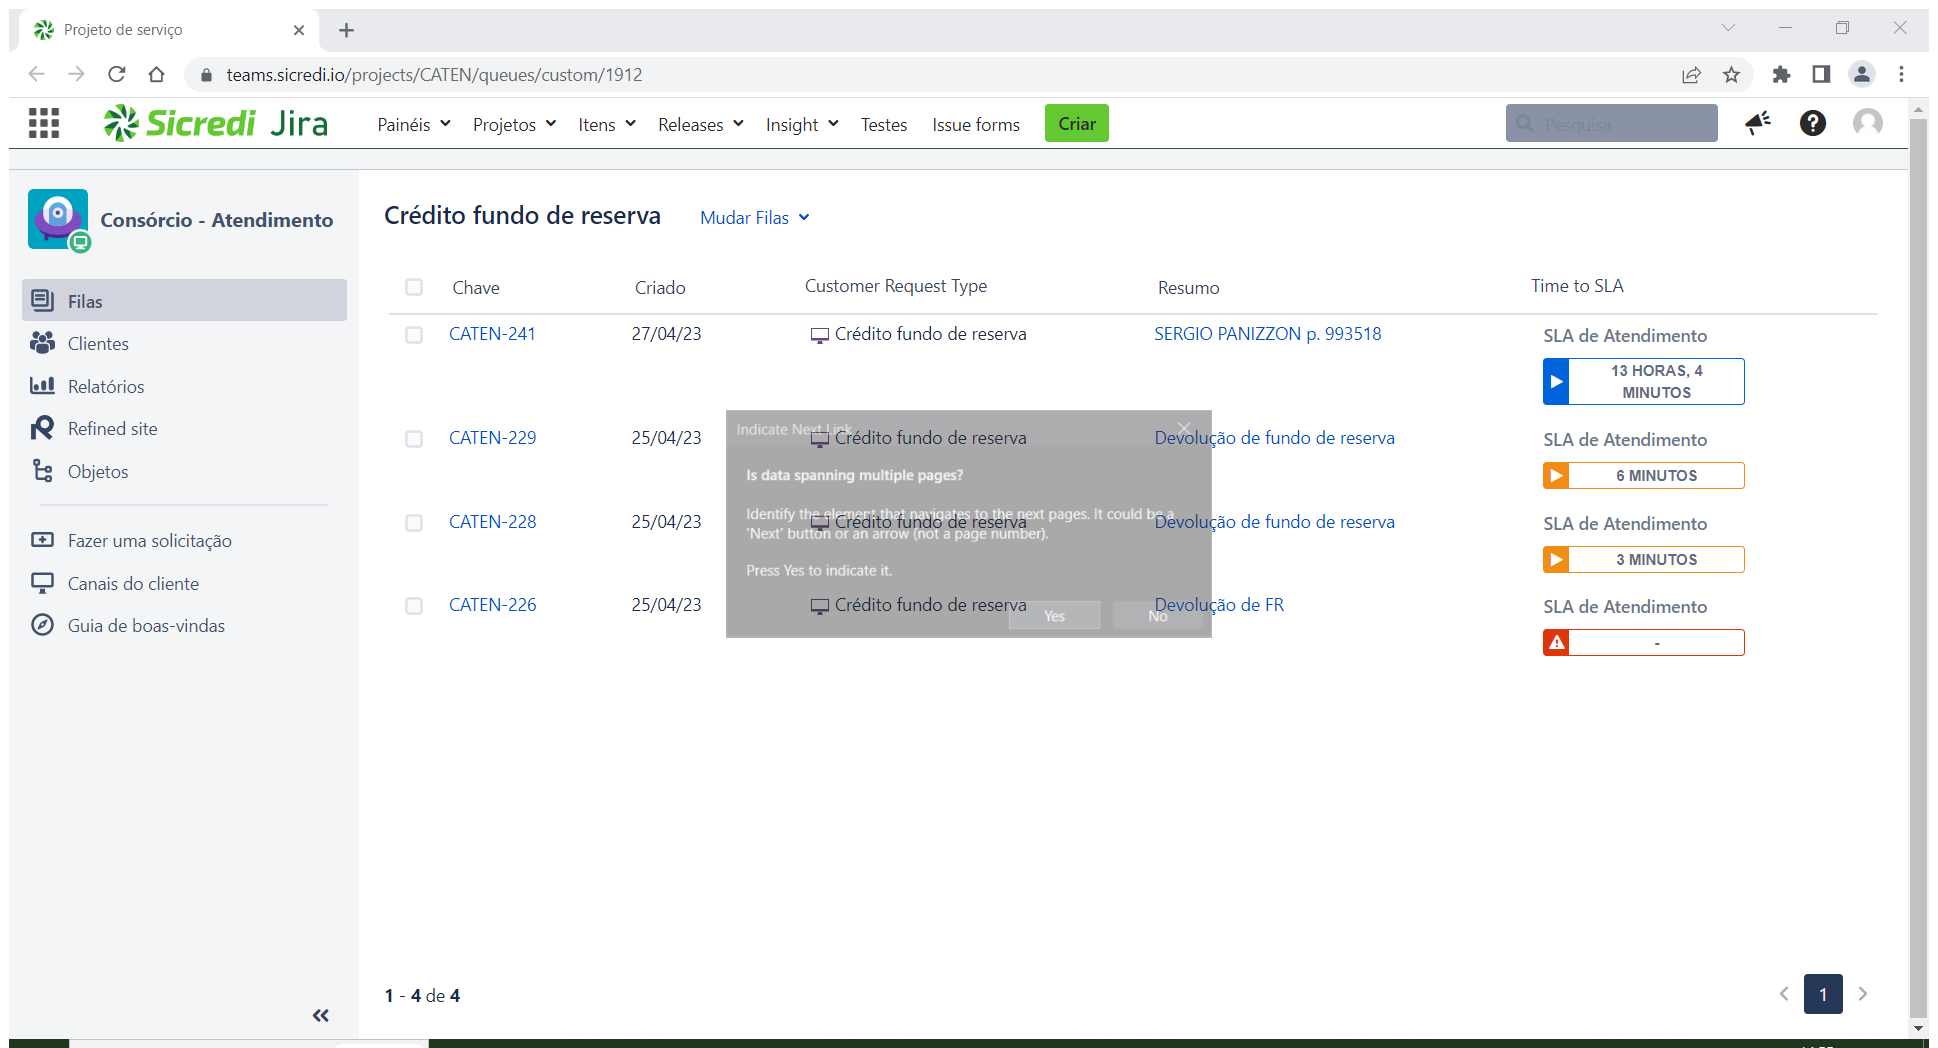 Projeto de serviço
teams.sicredi.io/projects/CATEN/queues/custom/1912
Sicredi Jira
Painéis Projetos Itens Releases Insight Testes Issue forms Criar
Pesquisa
Consórcio - Atendimento
Filas
Clientes
Relatórios
Refined site
Objetos
Fazer uma solicitação
Canais do cliente
Guia de boas-vindas
Crédito fundo de reserva Mudar Filas
Chave Criado Customer Request Type Resumo Time to SLA
CATEN-241 27/04/23 Crédito fundo de reserva SERGIO PANIZZON p. 993518 SLA de Atendimento
13 HORAS, 4
MINUTOS
CATEN-229 25/04/23 Crédito fundo de reserva Devolução de fundo de reserva SLA de Atendimento
6 MINUTOS
CATEN-228 25/04/23 Crédito fundo de reserva Devolução de fundo de reserva SLA de Atendimento
3 MINUTOS
CATEN-226 25/04/23 Crédito fundo de reserva Devolução de FR SLA de Atendimento
-
Indicate Next Link
Is data spanning multiple pages?
Identify the element that navigates to the next pages. It could be a
'Next' button or an arrow (not a page number).
Press Yes to indicate it.
Yes No
1 - 4 de 4
1